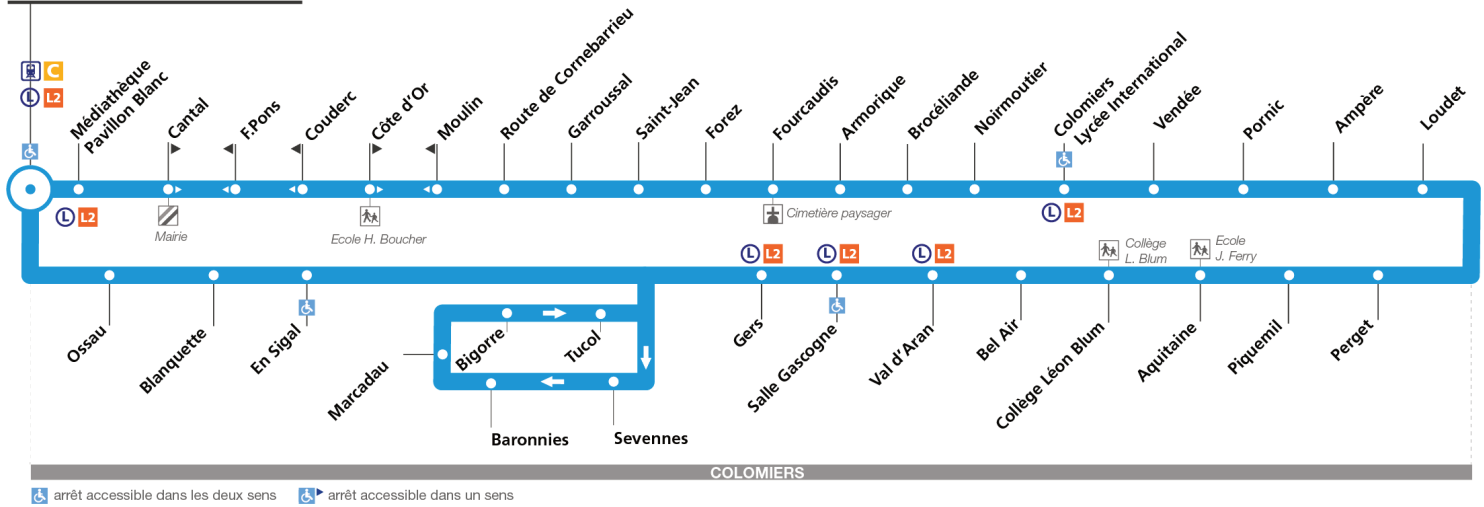 C
L L2
Médiathèque
Pavillon Blanc
Cantal
F.Pons
Couderc
Côte d'Or
Moulin
Route de Cornebarrieu
Garroussal
Saint-Jean
Forez
Fourcaudis
Armorique
Brocéliande
Noirmoutier
Colomiers
Lycée International
Vendée
Pornic
Ampère
Loudet
L L2
Mairie
Ecole H. Boucher
Cimetière paysager
L L2
L L2
L L2
L L2
Collège
L. Blum
Ecole
J. Ferry
Ossau
Blanquette
En Sigal
Marcadau
Bigorre
Tucol
Baronnies
Sevennes
Gers
Salle Gascogne
Val d'Aran
Bel Air
Collège Léon Blum
Aquitaine
Piquemil
Perget
COLOMIERS
arrêt accessible dans les deux sens
arrêt accessible dans un sens